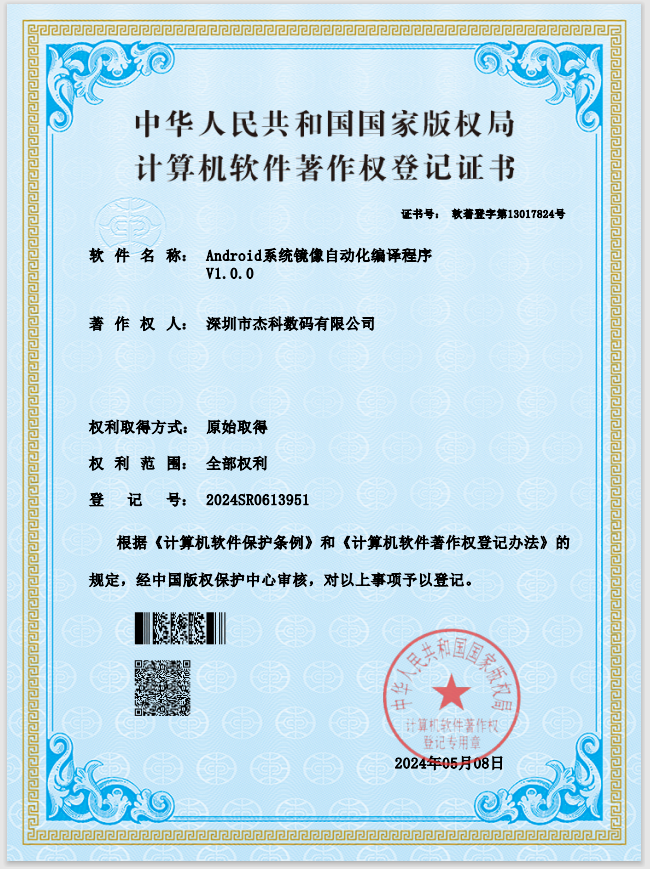 中华人民共和国国家版权局
计算机软件著作权登记证书
证书号： 软著登字第13017824号
软件名称： Android系统镜像自动化编译程序
V1.0.0
著作权人： 深圳市杰科数码有限公司
权利取得方式： 原始取得
权利范围： 全部权利
登记号： 2024SR0613951
根据《计算机软件保护条例》和《计算机软件著作权登记办法》的
规定，经中国版权保护中心审核，对以上事项予以登记。
中华人民共和国国家版权局
计算机软件著作权
登记专用章
2024年05月08日